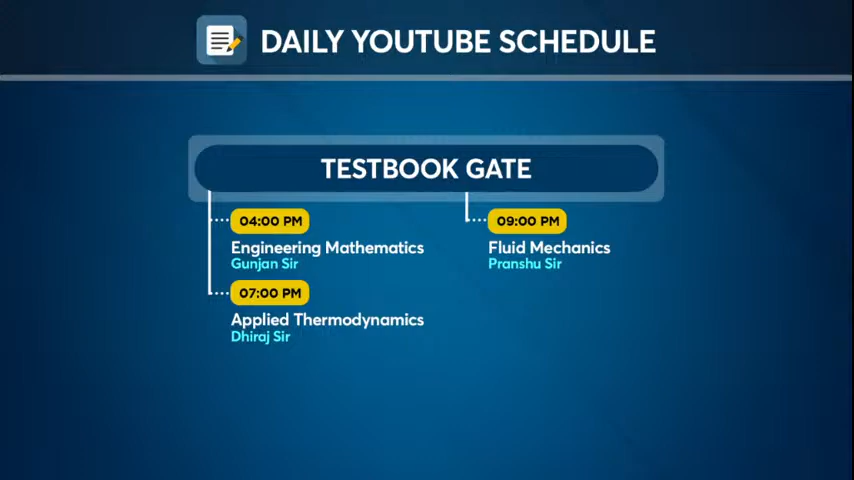 DAILY YOUTUBE SCHEDULE
TESTBOOK GATE
04:00 PM
Engineering Mathematics
Gunjan Sir
07:00 PM
Applied Thermodynamics
Dhiraj Sir
09:00 PM
Fluid Mechanics
Pranshu Sir